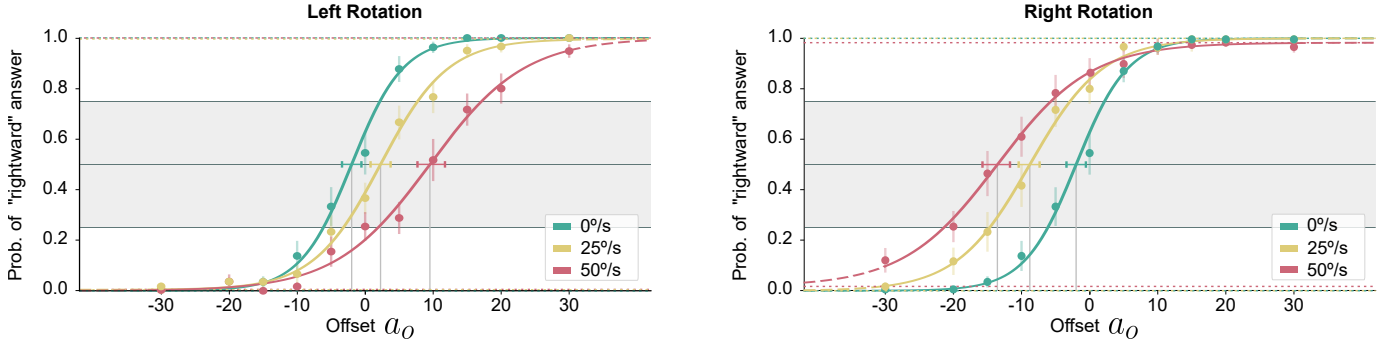 Left Rotation
Prob. of "rightward" answer
1.0
0.8
0.6
0.4
0.2
0.0
-30 -20 -10 0 10 20 30
Offset a_O
0º/s
25º/s
50º/s
Right Rotation
Prob. of "rightward" answer
1.0
0.8
0.6
0.4
0.2
0.0
-30 -20 -10 0 10 20 30
Offset a_O
0º/s
25º/s
50º/s